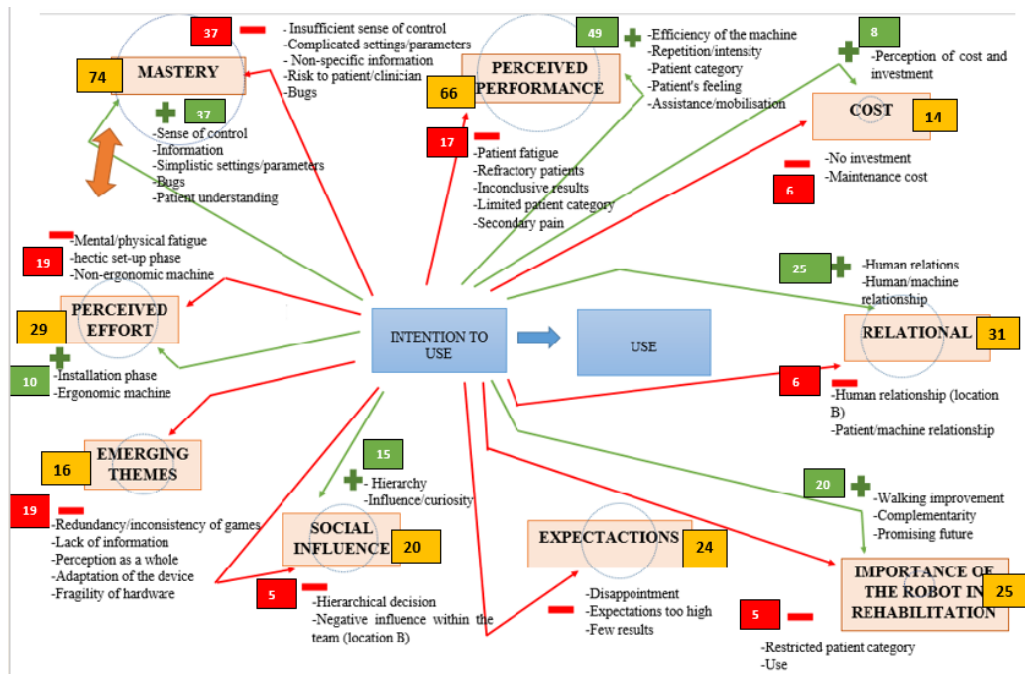 37
-Insufficient sense of control
-Complicated settings/parameters
- Non-specific information
-Risk to patient/clinician
-Bugs
74
MASTERY
37
-Sense of control
-Information
-Simplistic settings/parameters
-Bugs
-Patient understanding
49
-Efficiency of the machine
-Repetition/intensity
-Patient category
-Patient's feeling
-Assistance/mobilisation
66
PERCEIVED
PERFORMANCE
17
-Patient fatigue
-Refractory patients
-Inconclusive results
-Limited patient category
-Secondary pain
8
-Perception of cost and
investment
COST
14
6
-No investment
-Maintenance cost
19
-Mental/physical fatigue
-hectic set-up phase
-Non-ergonomic machine
29
PERCEIVED
EFFORT
10
-Installation phase
-Ergonomic machine
INTENTION TO
USE
USE
25
-Human relations
-Human/machine
relationship
RELATIONAL
31
6
-Human relationship (location
B)
-Patient/machine relationship
16
EMERGING
THEMES
19
-Redundancy/inconsistency of games
-Lack of information
-Perception as a whole
-Adaptation of the device
-Fragility of hardware
15
- Hierarchy
-Influence/curiosity
SOCIAL
INFLUENCE
20
5
-Hierarchical decision
-Negative influence within the
team (location B)
EXPECTACTIONS
24
-Disappointment
-Expectations too high
-Few results
20
-Walking improvement
-Complementarity
-Promising future
IMPORTANCE OF
THE ROBOT IN
REHABILITATION
25
5
-Restricted patient category
-Use